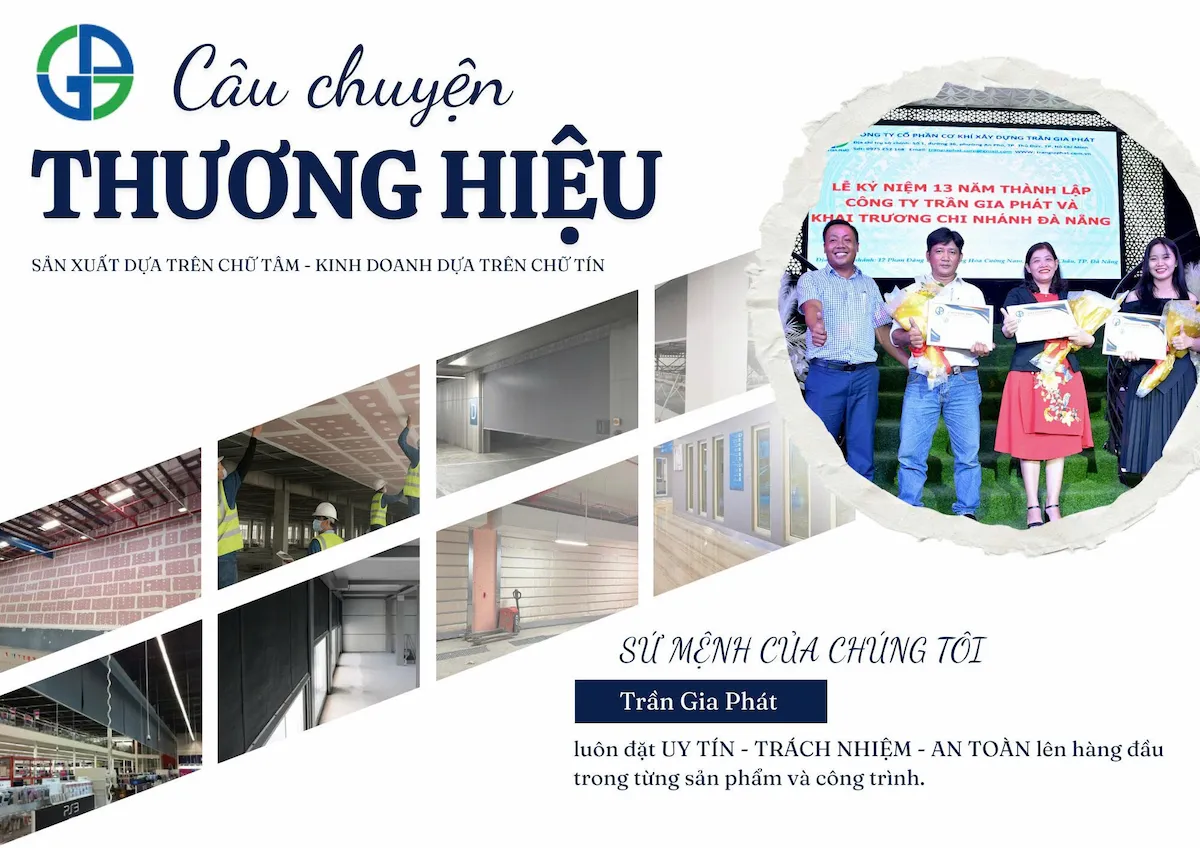 Câu chuyện
THƯƠNG HIỆU
SẢN XUẤT DỰA TRÊN CHỮ TÂM - KINH DOANH DỰA TRÊN CHỮ TÍN
CÔNG TY CỔ PHẦN CƠ KHÍ XÂY DỰNG TRẦN GIA PHÁT
LỄ KỶ NIỆM 13 NĂM THÀNH LẬP
CÔNG TY TRẦN GIA PHÁT VÀ
KHAI TRƯƠNG CHI NHÁNH ĐÀ NẴNG
PS3
SỨ MỆNH CỦA CHÚNG TÔI
Trần Gia Phát
luôn đặt UY TÍN - TRÁCH NHIỆM - AN TOÀN lên hàng đầu
trong từng sản phẩm và công trình.